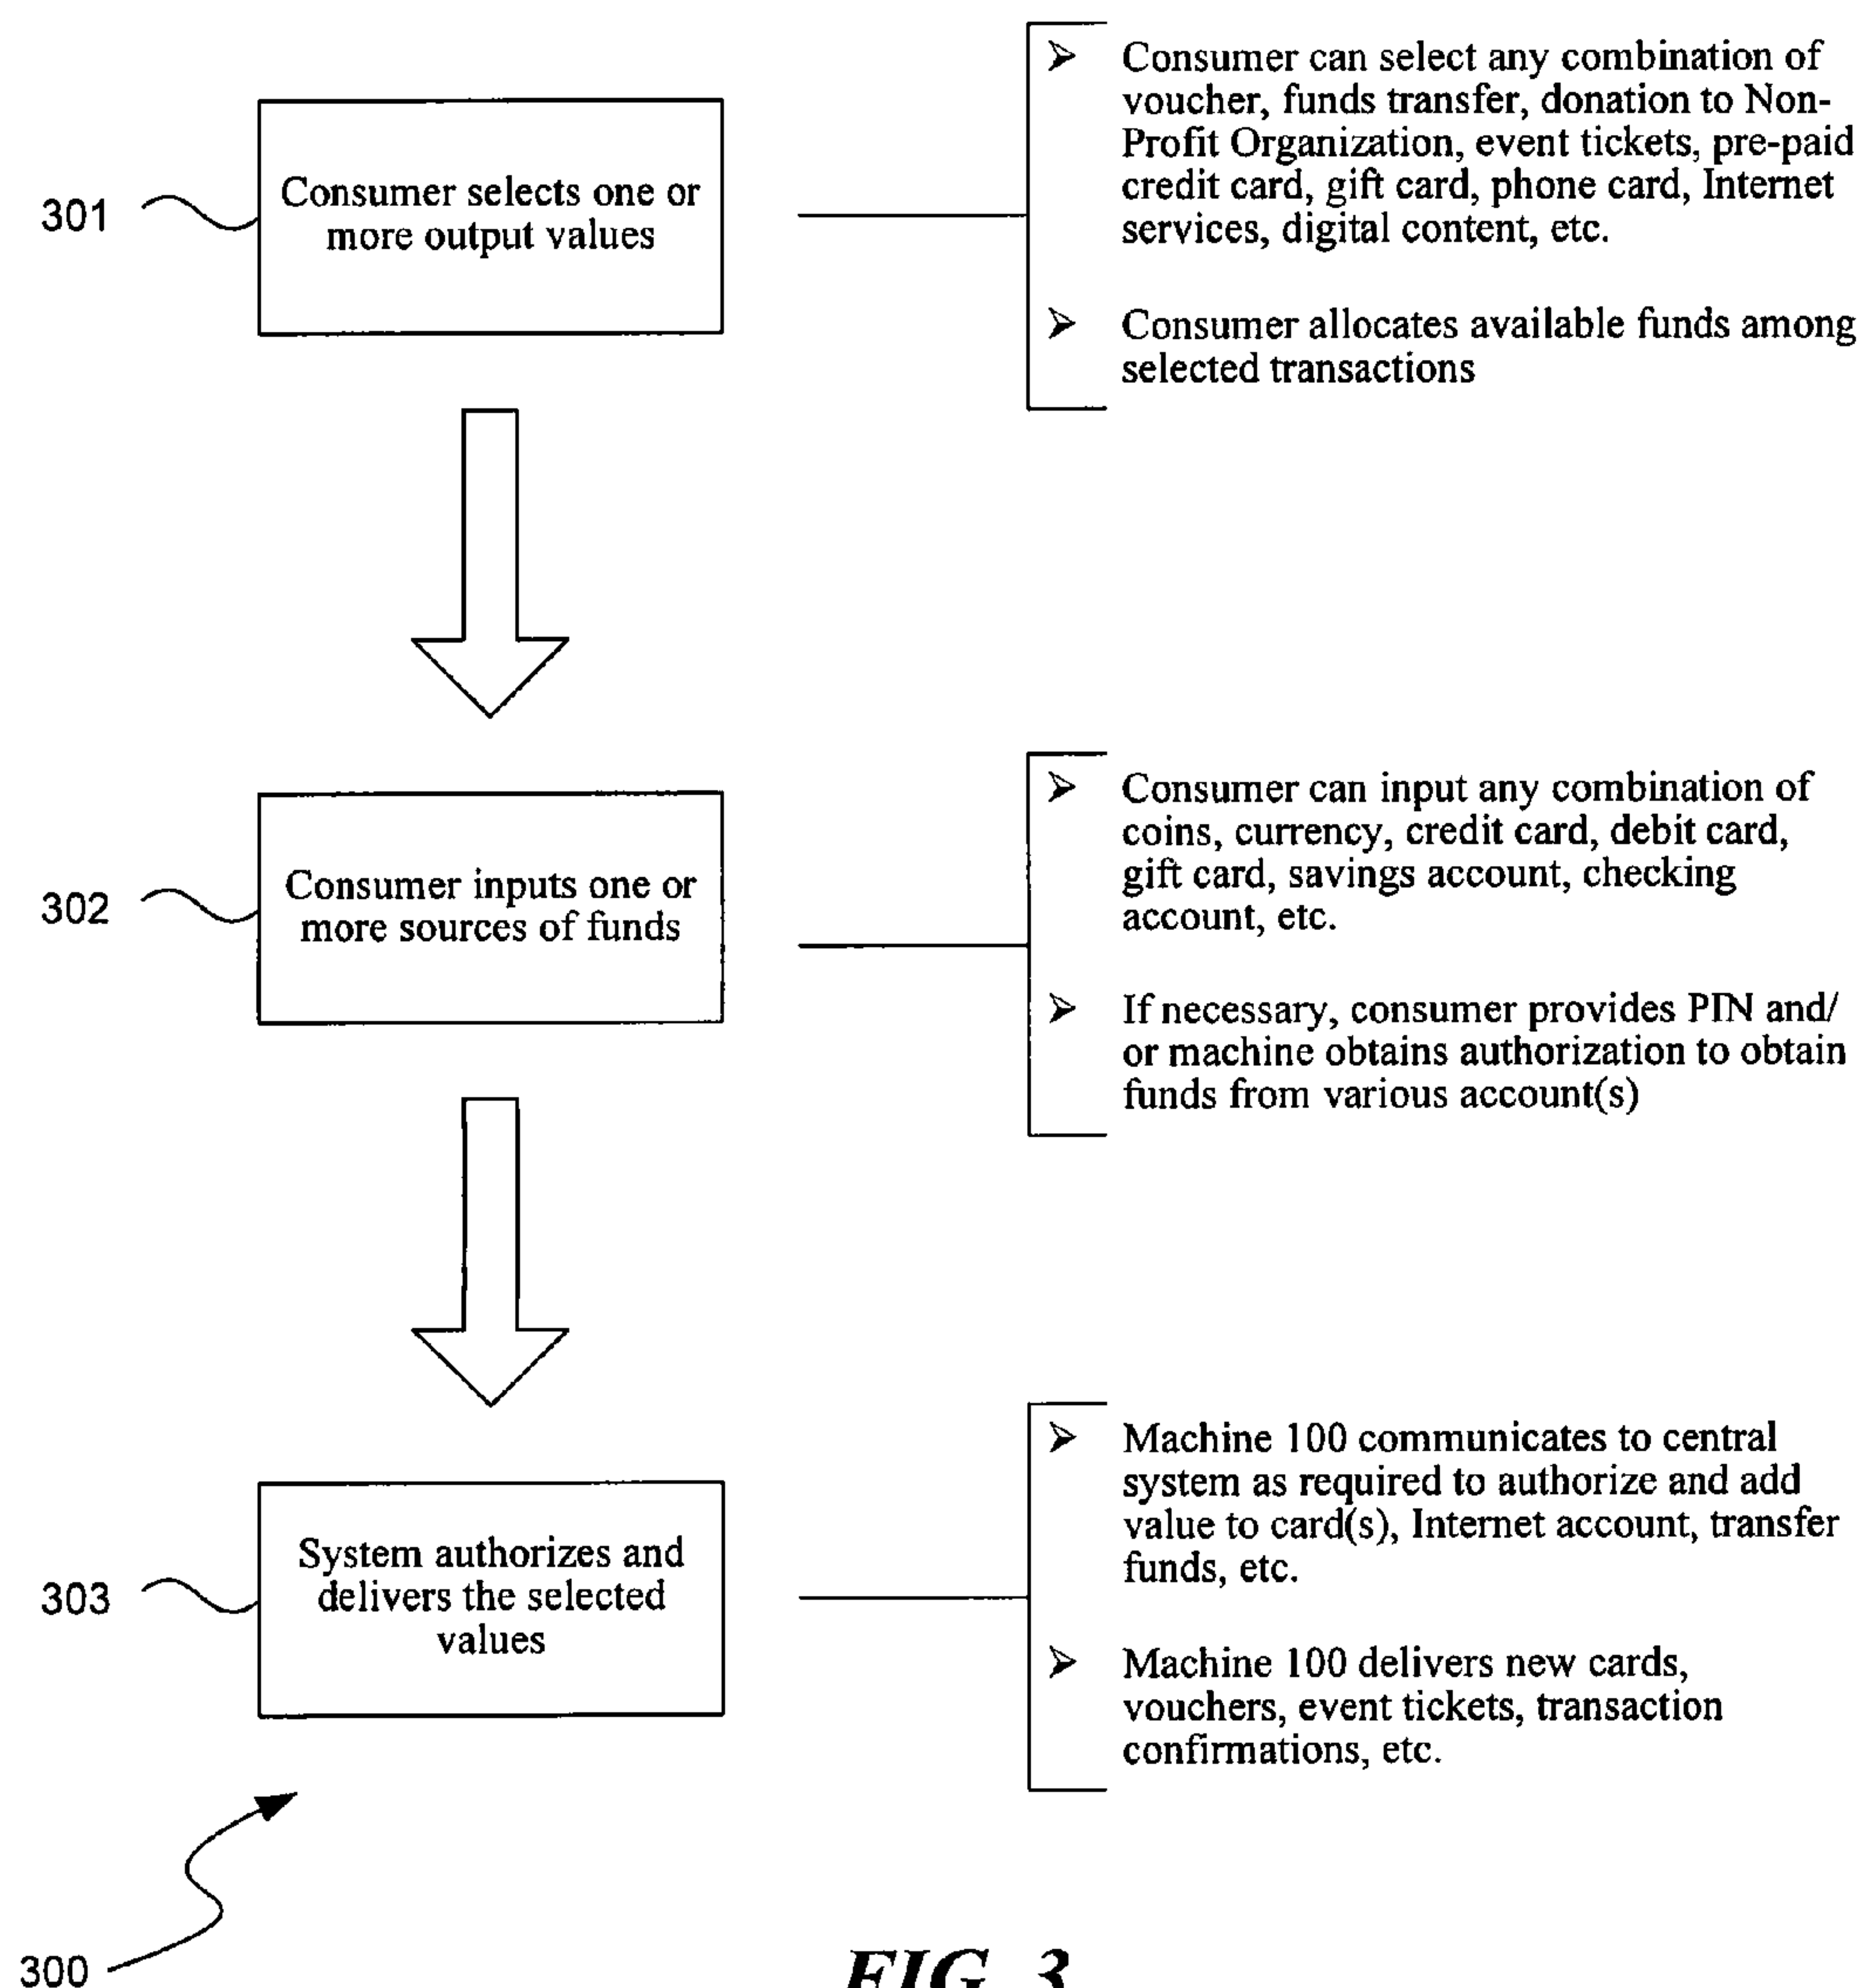 301
Consumer selects one or
more output values
➢ Consumer can select any combination of
voucher, funds transfer, donation to Non-
Profit Organization, event tickets, pre-paid
credit card, gift card, phone card, Internet
services, digital content, etc.
➢ Consumer allocates available funds among
selected transactions
302
Consumer inputs one or
more sources of funds
➢ Consumer can input any combination of
coins, currency, credit card, debit card,
gift card, savings account, checking
account, etc.
➢ If necessary, consumer provides PIN and/
or machine obtains authorization to obtain
funds from various account(s)
303
System authorizes and
delivers the selected
values
➢ Machine 100 communicates to central
system as required to authorize and add
value to card(s), Internet account, transfer
funds, etc.
➢ Machine 100 delivers new cards,
vouchers, event tickets, transaction
confirmations, etc.
300
FIG. 3